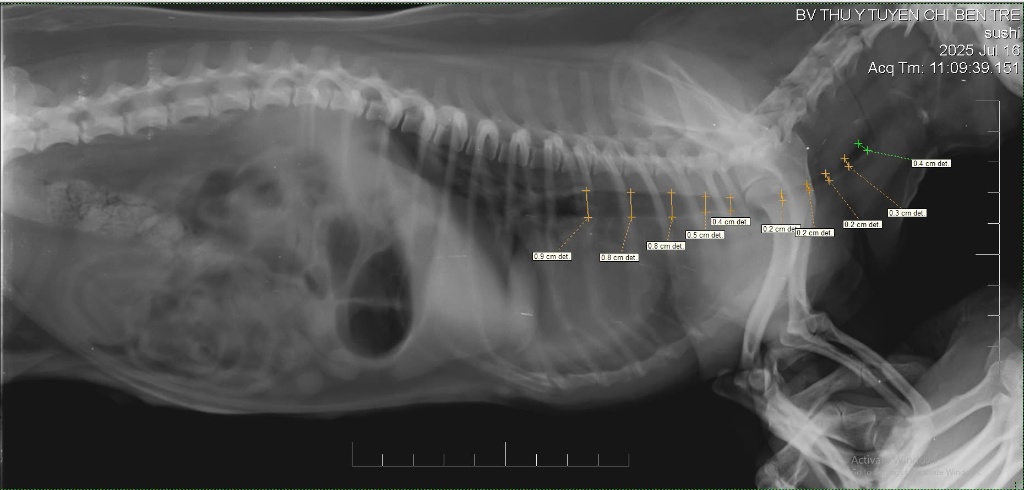 BV THU Y TUYEN CHI BEN TRE
sushi
2025 Jul 16
Acq Tm: 11:09:39.151
0.4 cm det.
0.3 cm det.
0.2 cm det.
0.2 cm det.
0.2 cm det.
0.4 cm det.
0.5 cm det.
0.8 cm det.
0.8 cm det.
0.9 cm det.